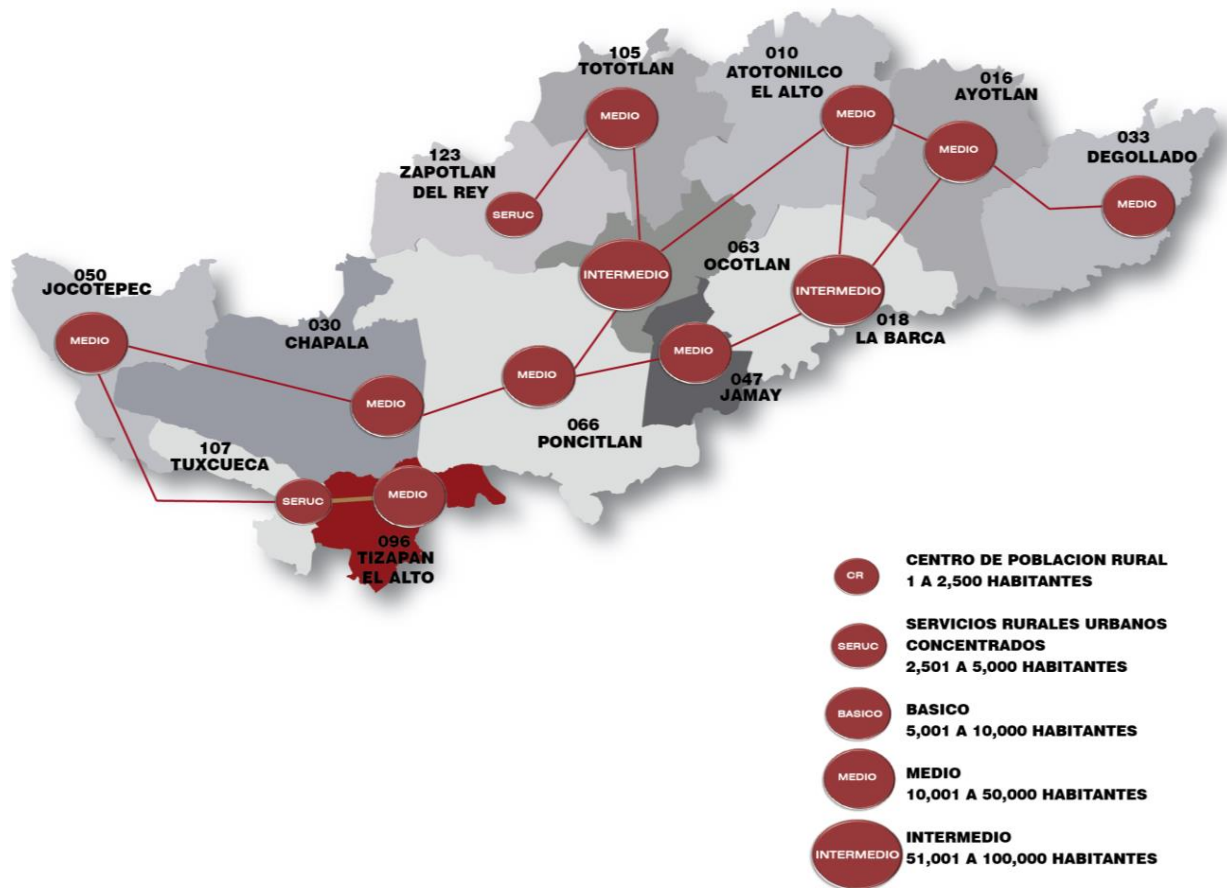 105
TOTOTLAN
MEDIO
010
ATOTONILCO
EL ALTO
MEDIO
016
AYOTLAN
MEDIO
033
DEGOLLADO
MEDIO
123
ZAPOTLAN
DEL REY
SERUC
063
OCOTLAN
INTERMEDIO
INTERMEDIO
018
LA BARCA
050
JOCOTEPEC
MEDIO
030
CHAPALA
MEDIO
MEDIO
066
PONCITLAN
MEDIO
047
JAMAY
107
TUXCUECA
SERUC
MEDIO
096
TIZAPAN
EL ALTO
CR
CENTRO DE POBLACION RURAL
1 A 2,500 HABITANTES
SERUC
SERVICIOS RURALES URBANOS
CONCENTRADOS
2,501 A 5,000 HABITANTES
BASICO
BASICO
5,001 A 10,000 HABITANTES
MEDIO
MEDIO
10,001 A 50,000 HABITANTES
INTERMEDIO
INTERMEDIO
51,001 A 100,000 HABITANTES